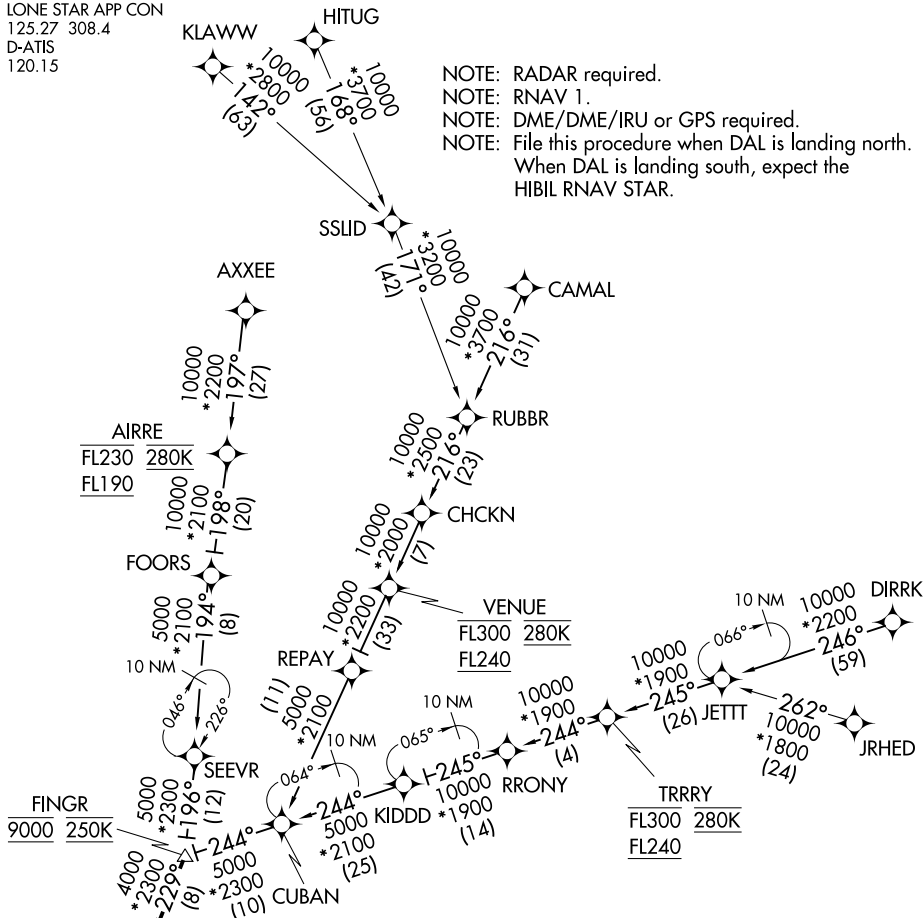 LONE STAR APP CON
125.27 308.4
D-ATIS
120.15
KLAWW
HITUG
10000
*2800
142°
(63)
10000
*3700
168°
(56)
NOTE: RADAR required.
NOTE: RNAV 1.
NOTE: DME/DME/IRU or GPS required.
NOTE: File this procedure when DAL is landing north.
When DAL is landing south, expect the
HIBIL RNAV STAR.
SSLID
10000
*3200
171°
(42)
AXXEE
CAMAL
10000
*3700
216°
(31)
10000
*2200
197°
(27)
RUBBR
AIRRE
FL230 280K
FL190
10000
*2500
216°
(23)
10000
*2100
198°
(20)
CHCKN
10000
*2000
(7)
FOORS
VENUE
FL300 280K
FL240
10000
*2200
(33)
5000
*2100
194°
(8)
10 NM
046°
226°
REPAY
(11)
5000
*2100
DIRRK
10000
*2200
246°
(59)
10 NM
066°
JETTT
262°
10000
*1800
(24)
JRHED
10000
*1900
245°
(26)
TRRRY
FL300 280K
FL240
10000
*1900
244°
(4)
RRONY
10 NM
065°
245°
10000
*1900
(14)
KIDDD
10 NM
064°
244°
5000
*2100
(25)
CUBAN
SEEVR
5000
*2300
196°
(12)
FINGR
9000 250K
244°
5000
*2300
(10)
4000
*2300
229°
(8)